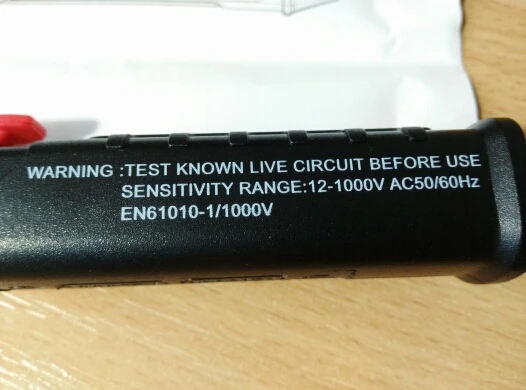 WARNING :TEST KNOWN LIVE CIRCUIT BEFORE USE
SENSITIVITY RANGE:12-1000V AC50/60Hz
EN61010-1/1000V